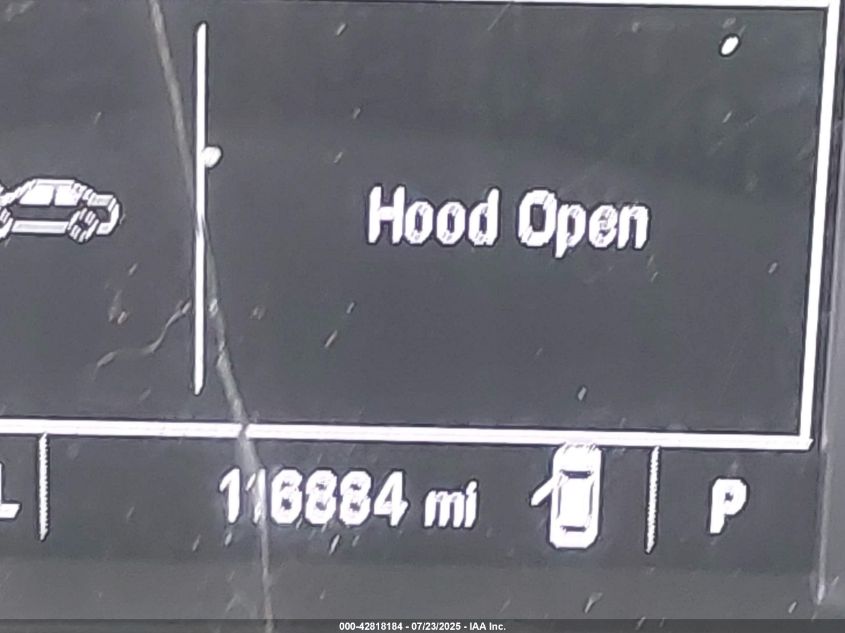 Hood Open
116884 mi
P
000-42818184 - 07/23/2025 - IAA Inc.